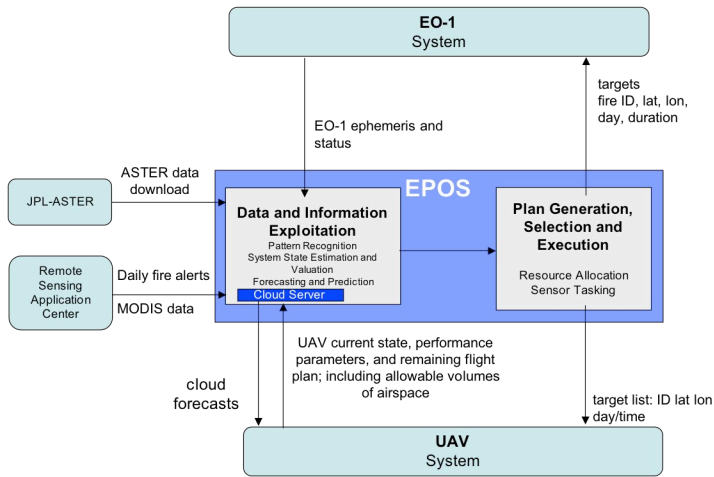 EO-1
System
targets
fire ID, lat, lon,
day, duration
EO-1 ephemeris and
status
ASTER data
download
JPL-ASTER
EPOS
Data and Information
Exploitation
Pattern Recognition
System State Estimation and
Valuation
Forecasting and Prediction
Cloud Server
Plan Generation,
Selection and
Execution
Resource Allocation
Sensor Tasking
Remote
Sensing
Application
Center
Daily fire alerts
MODIS data
UAV current state, performance
parameters, and remaining flight
plan; including allowable volumes
of airspace
cloud
forecasts
target list: ID lat lon
day/time
UAV
System